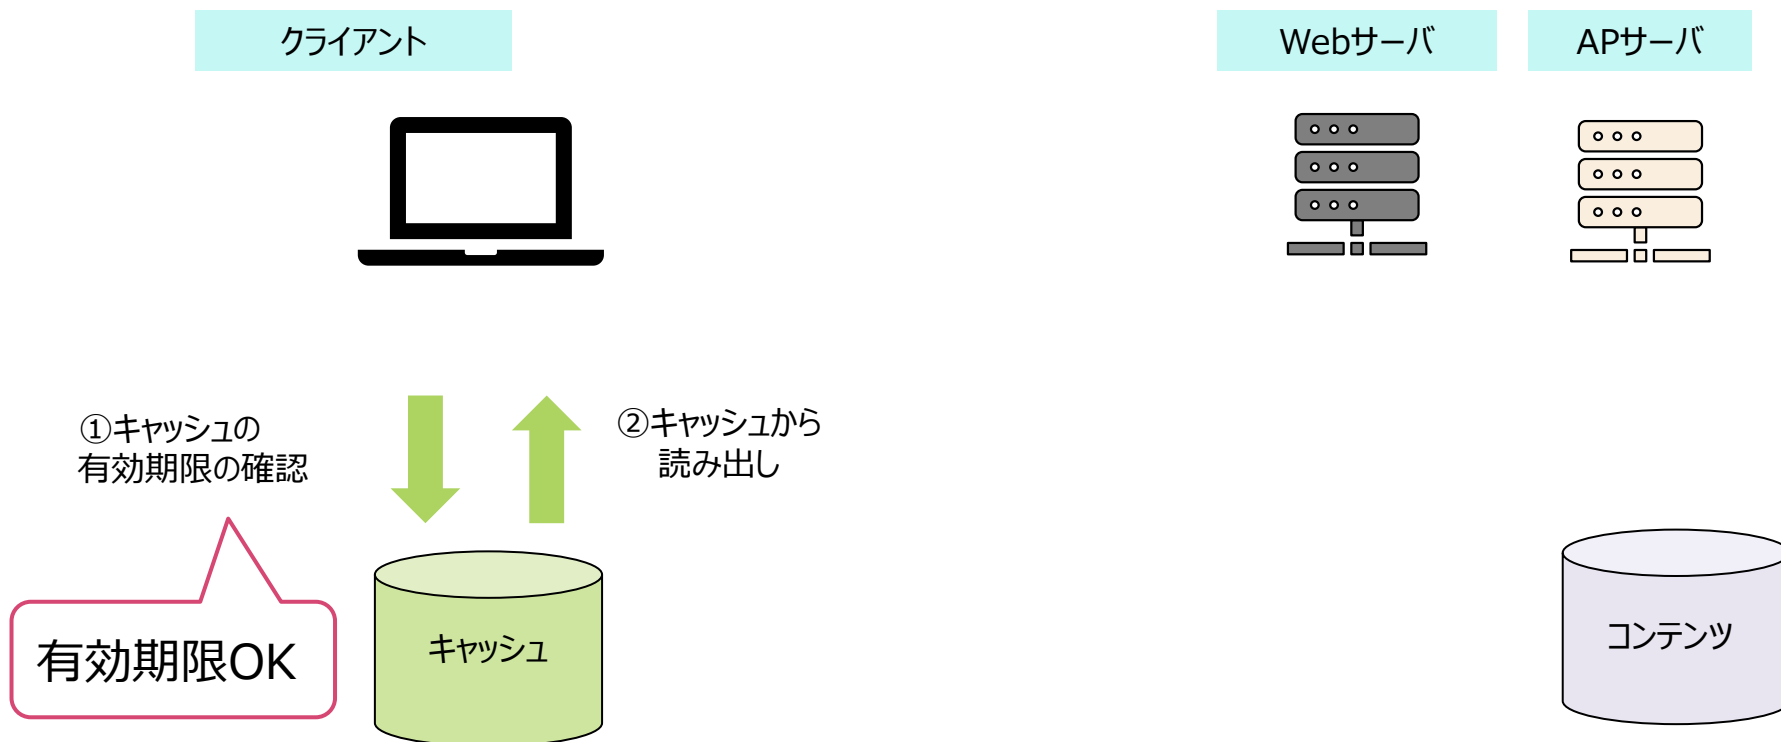 クライアント
Webサーバ
APサーバ
①キャッシュの
有効期限の確認
②キャッシュから
読み出し
有効期限OK
キャッシュ
コンテンツ